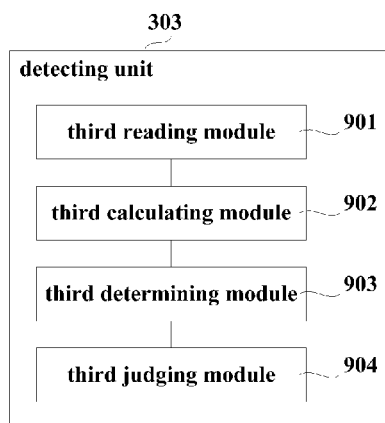 303
detecting unit
third reading module 901
third calculating module 902
third determining module 903
third judging module 904